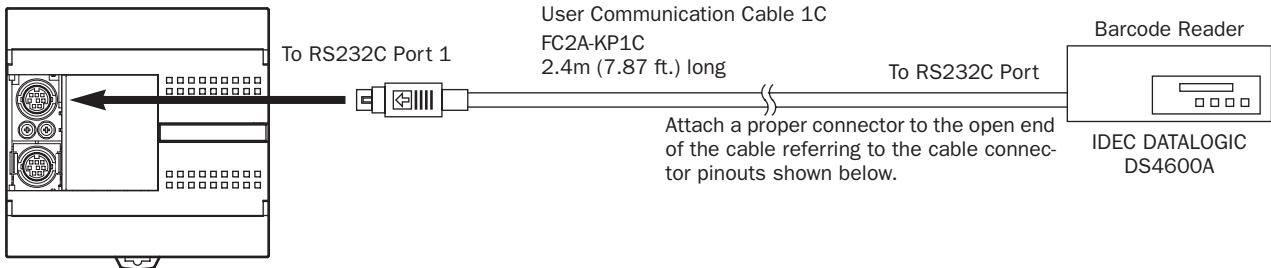 To RS232C Port 1
User Communication Cable 1C
FC2A-KP1C
2.4m (7.87 ft.) long
To RS232C Port
Attach a proper connector to the open end
of the cable referring to the cable connec-
tor pinouts shown below.
Barcode Reader
IDEC DATALOGIC
DS4600A